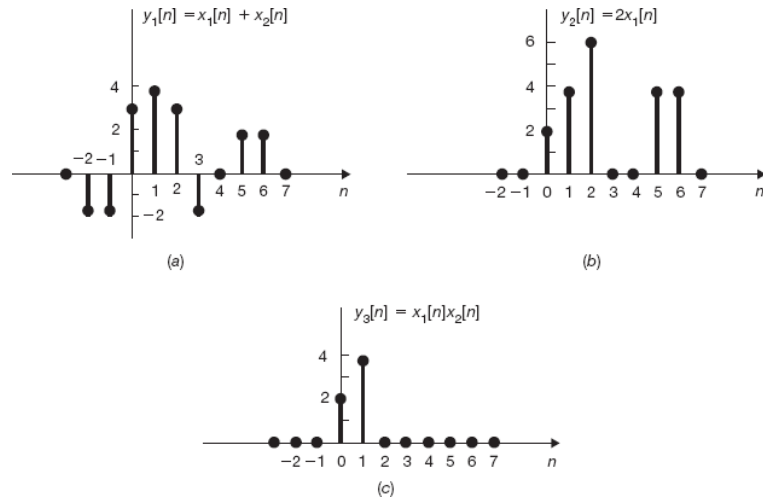 y₁[n] = x₁[n] + x₂[n]
4
2
−2 −1 3
1 2 4 5 6 7 n
−2
(a)
y₂[n] = 2x₁[n]
6
4
2
−2 −1 0 1 2 3 4 5 6 7 n
(b)
y₃[n] = x₁[n]x₂[n]
4
2
−2 −1 0 1 2 3 4 5 6 7 n
(c)